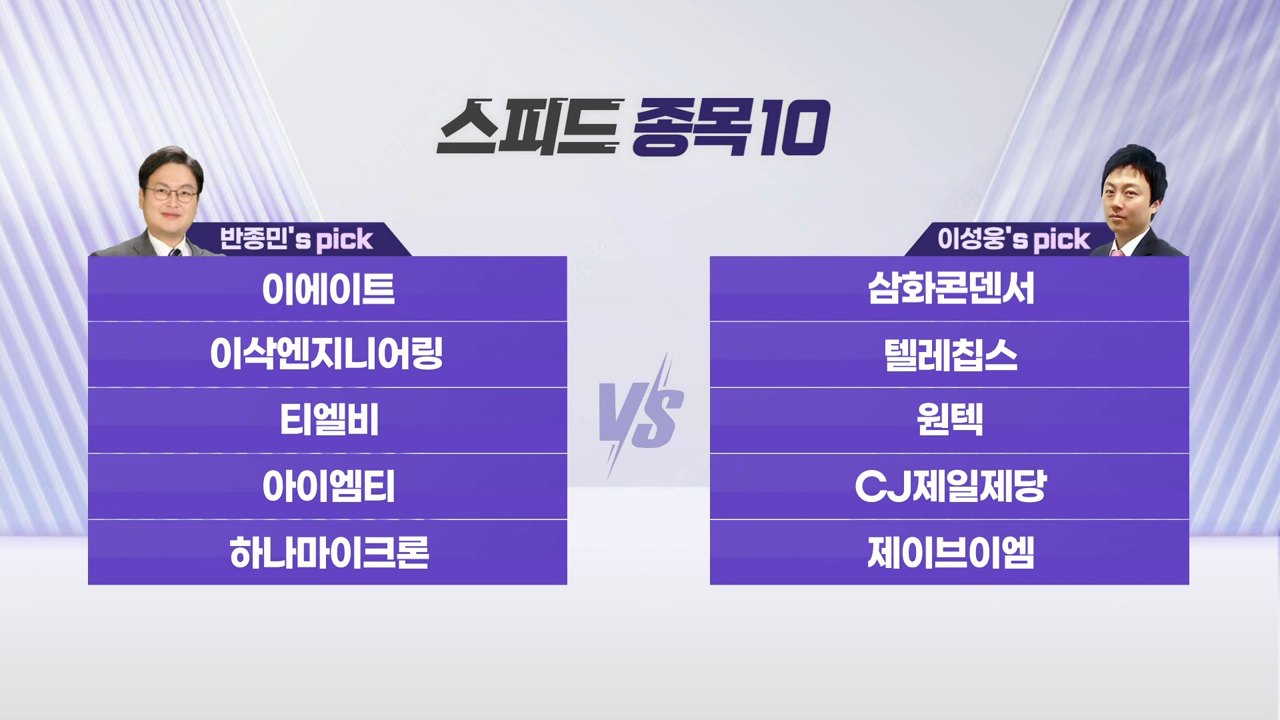 스피드 종목10
반종민's pick
이에이트
이삭엔지니어링
티엘비
아이엠티
하나마이크론
VS
이성웅's pick
삼화콘덴서
텔레칩스
원텍
CJ제일제당
제이브이엠